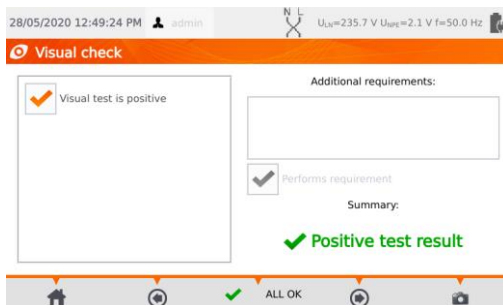 28/05/2020 12:49:24 PM admin
N L
ULN=235.7 V UNPE=2.1 V f=50.0 Hz
Visual check
Visual test is positive
Additional requirements:
Performs requirement
Summary:
Positive test result
ALL OK